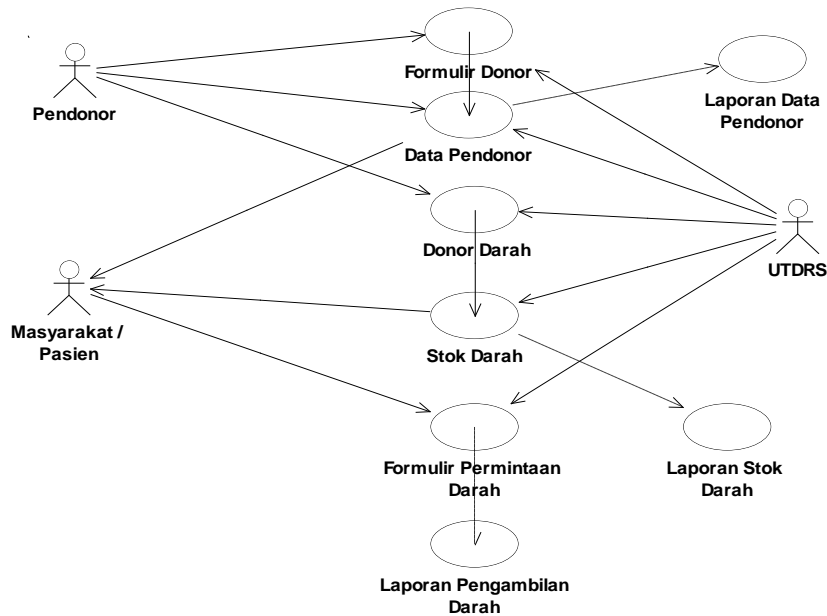 Formulir Donor
Pendonor
Laporan Data
Pendonor
Data Pendonor
Donor Darah
UTDRS
Masyarakat /
Pasien
Stok Darah
Formulir Permintaan
Darah
Laporan Stok
Darah
Laporan Pengambilan
Darah